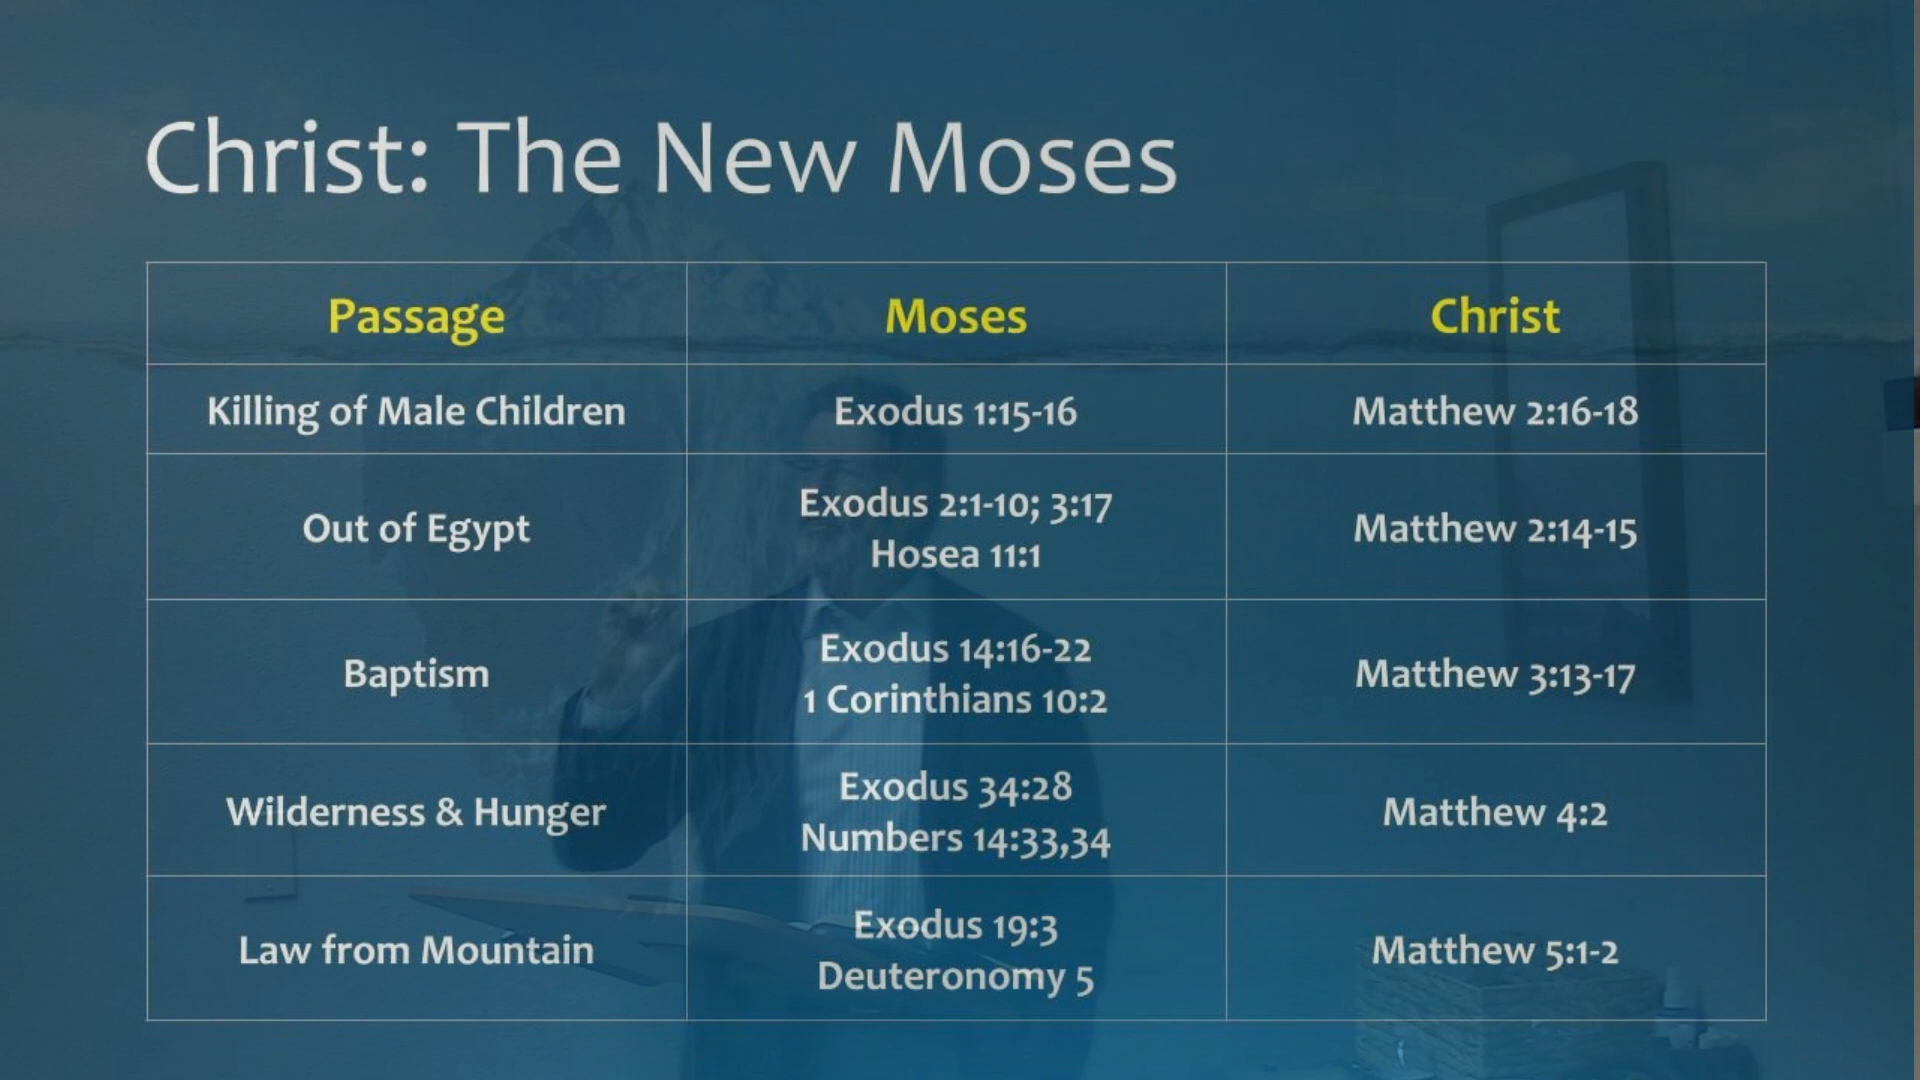 Christ: The New Moses
Passage Moses Christ
Killing of Male Children Exodus 1:15-16 Matthew 2:16-18
Out of Egypt Exodus 2:1-10; 3:17 Hosea 11:1 Matthew 2:14-15
Baptism Exodus 14:16-22 1 Corinthians 10:2 Matthew 3:13-17
Wilderness & Hunger Exodus 34:28 Numbers 14:33,34 Matthew 4:2
Law from Mountain Exodus 19:3 Deuteronomy 5 Matthew 5:1-2